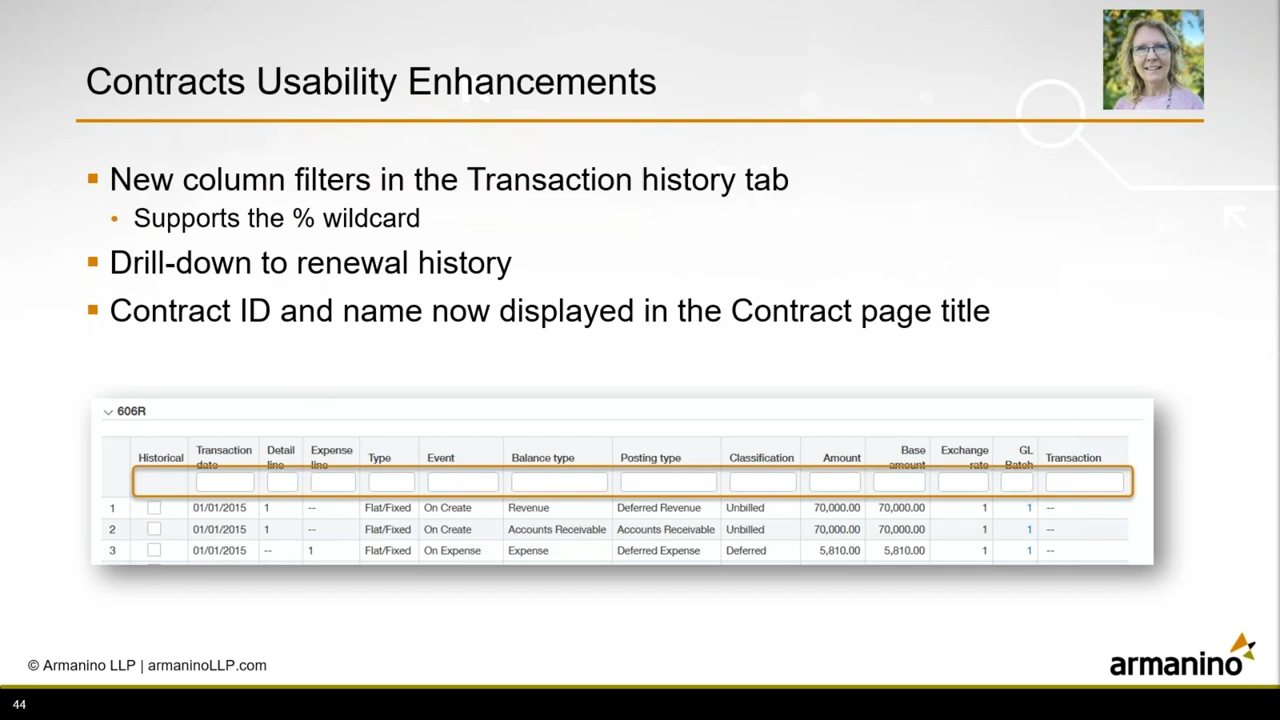 Contracts Usability Enhancements
New column filters in the Transaction history tab
Supports the % wildcard
Drill-down to renewal history
Contract ID and name now displayed in the Contract page title
606R
Historical Transaction date Detail line Expense line Type Event Balance type Posting type Classification Amount Base amount Exchange rate GL Batch Transaction
1 01/01/2015 1 -- Flat/Fixed On Create Revenue Deferred Revenue Unbilled 70,000.00 70,000.00 1 1 --
2 01/01/2015 1 -- Flat/Fixed On Create Accounts Receivable Accounts Receivable Unbilled 70,000.00 70,000.00 1 1 --
3 01/01/2015 -- 1 Flat/Fixed On Expense Expense Deferred Expense Deferred 5,810.00 5,810.00 1 1 --
© Armanino LLP | armaninoLLP.com
armanino
44